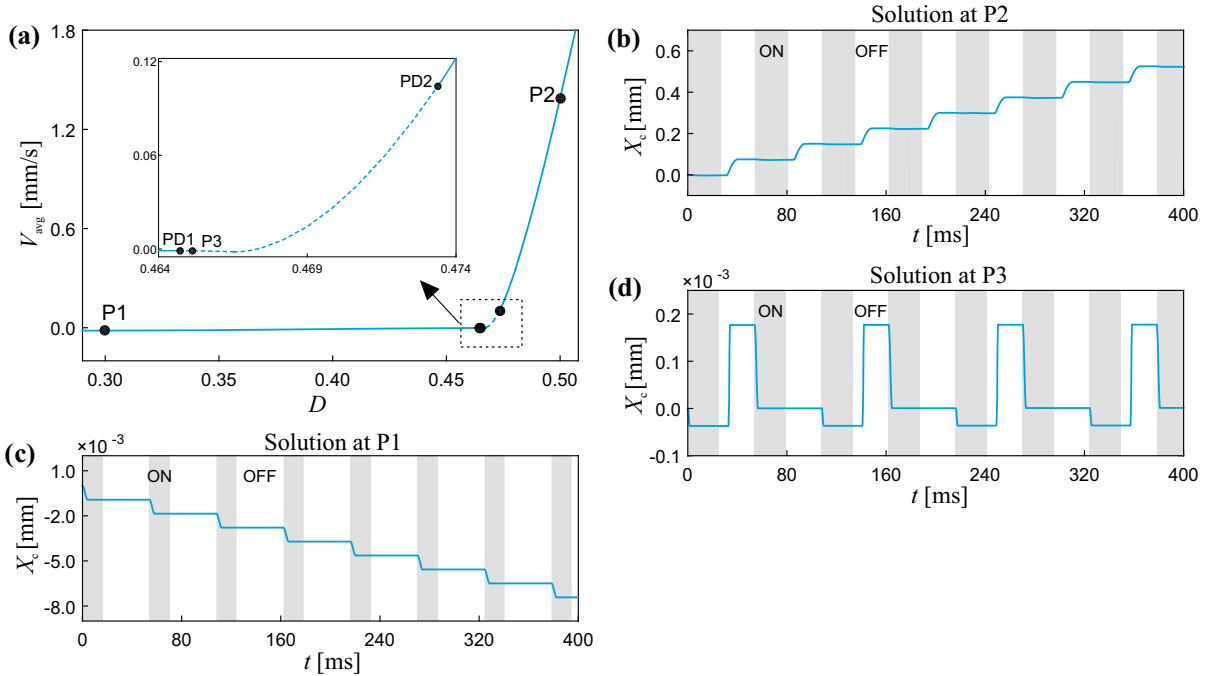 (a)
1.8
1.2
0.6
0.0
V_avg [mm/s]
0.30
0.35
0.40
0.45
0.50
D
P1
P2
0.12
0.06
0.00
0.464
0.469
0.474
PD1
P3
PD2
(b)
Solution at P2
ON
OFF
0.6
0.4
0.2
0.0
X_c [mm]
0
80
160
240
320
400
t [ms]
(c)
Solution at P1
×10 -3
ON
OFF
1.0
-2.0
-5.0
-8.0
X_c [mm]
0
80
160
240
320
400
t [ms]
(d)
Solution at P3
×10 -3
ON
OFF
0.3
0.2
0.1
0.0
-0.1
X_c [mm]
0
80
160
240
320
400
t [ms]